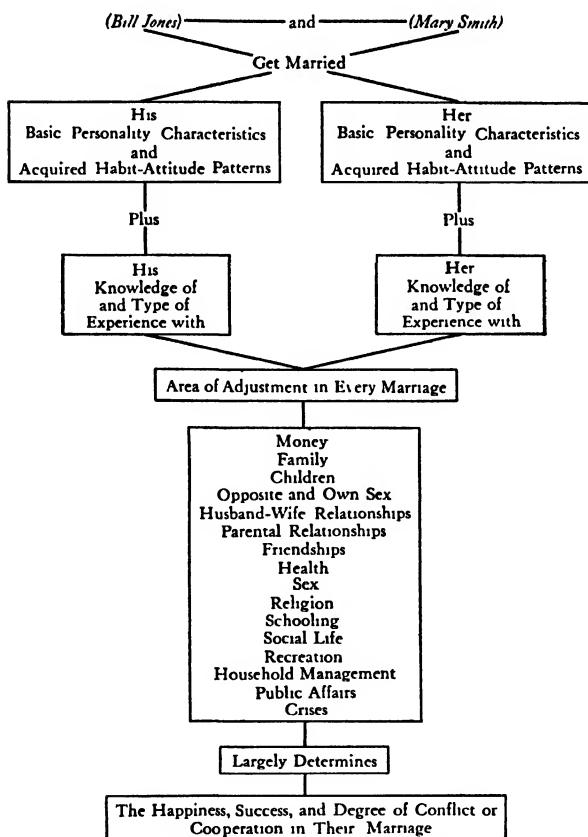 (Bill Jones) and (Mary Smith)
Get Married
His
Basic Personality Characteristics
and
Acquired Habit-Attitude Patterns
Her
Basic Personality Characteristics
and
Acquired Habit-Attitude Patterns
Plus
Plus
His
Knowledge of
and Type of
Experience with
Her
Knowledge of
and Type of
Experience with
Area of Adjustment in Every Marriage
Money
Family
Children
Opposite and Own Sex
Husband-Wife Relationships
Parental Relationships
Friendships
Health
Sex
Religion
Schooling
Social Life
Recreation
Household Management
Public Affairs
Crises
Largely Determines
The Happiness, Success, and Degree of Conflict or
Cooperation in Their Marriage